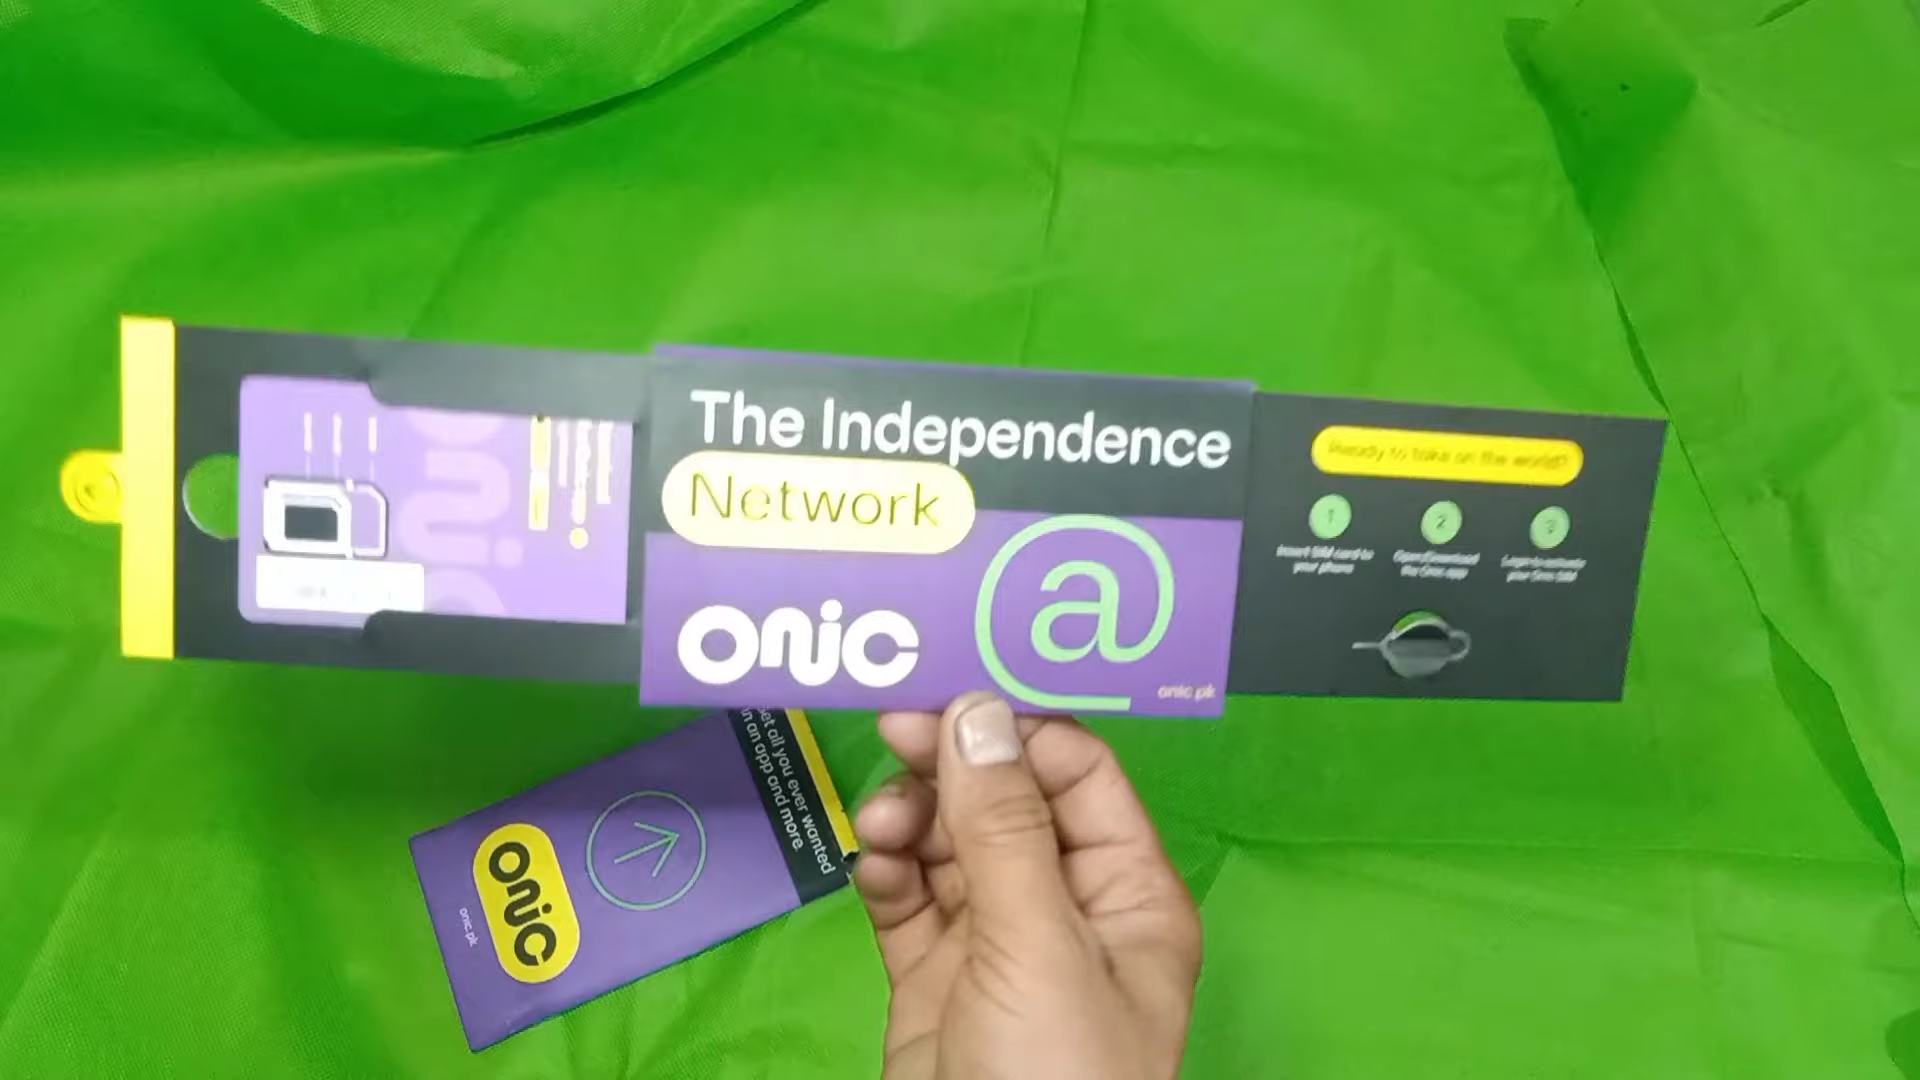 The Independence
Network
onic
@
onic.pk
Ready to take on the world?
1
2
3
Insert SIM card to
your phone
Open/Download
the Onic app
Login to activate
your Onic SIM
onic
Get all you ever wanted
in an app and more.
onic
onic.pk